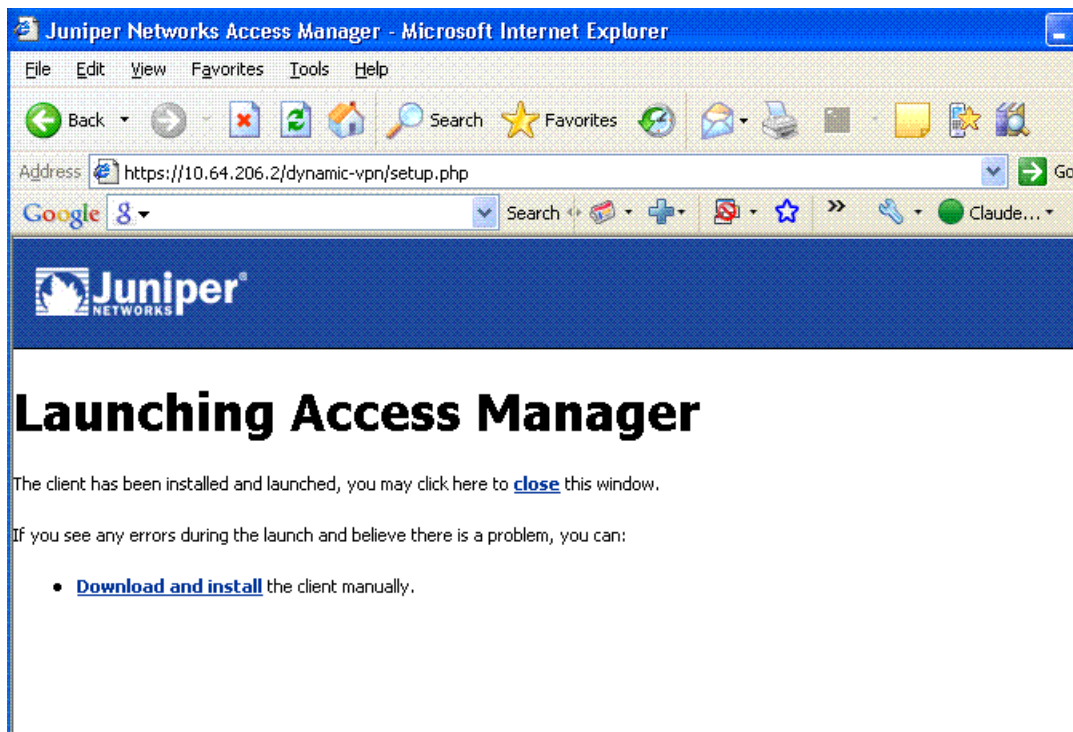 Juniper Networks Access Manager - Microsoft Internet Explorer
File Edit View Favorites Tools Help
Back Search Favorites
Address https://10.64.206.2/dynamic-vpn/setup.php Go
Google g Search » Claude...
Juniper®
NETWORKS
Launching Access Manager
The client has been installed and launched, you may click here to close this window.
If you see any errors during the launch and believe there is a problem, you can:
• Download and install the client manually.